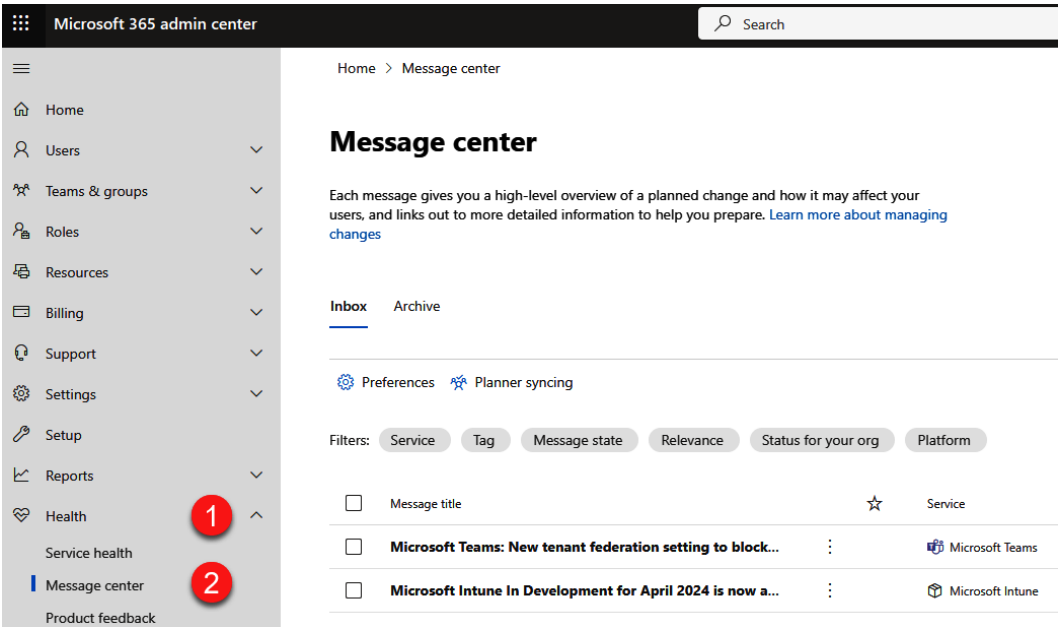 Microsoft 365 admin center
Search
Home
Users
Teams & groups
Roles
Resources
Billing
Support
Settings
Setup
Reports
Health
1
Service health
Message center
2
Product feedback
Home > Message center
Message center
Each message gives you a high-level overview of a planned change and how it may affect your
users, and links out to more detailed information to help you prepare. Learn more about managing
changes
Inbox Archive
Preferences Planner syncing
Filters: Service Tag Message state Relevance Status for your org Platform
Message title Service
Microsoft Teams: New tenant federation setting to block... Microsoft Teams
Microsoft Intune In Development for April 2024 is now a... Microsoft Intune